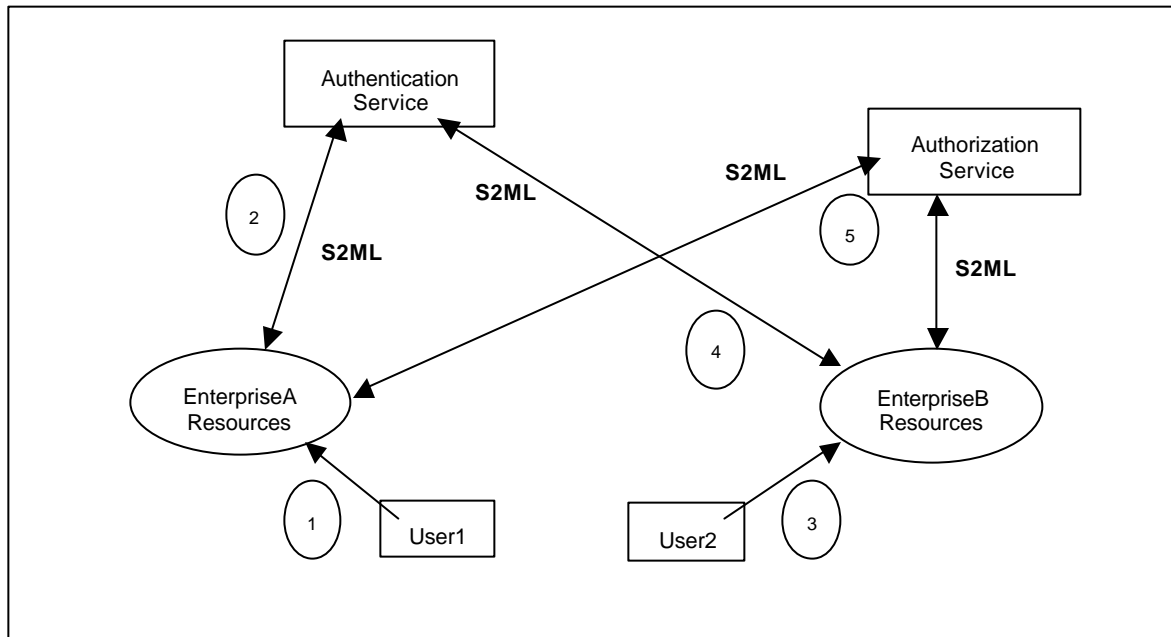 Authentication
Service
Authorization
Service
S2ML
S2ML
2
5
S2ML
S2ML
4
EnterpriseA
Resources
EnterpriseB
Resources
1
User1
User2
3